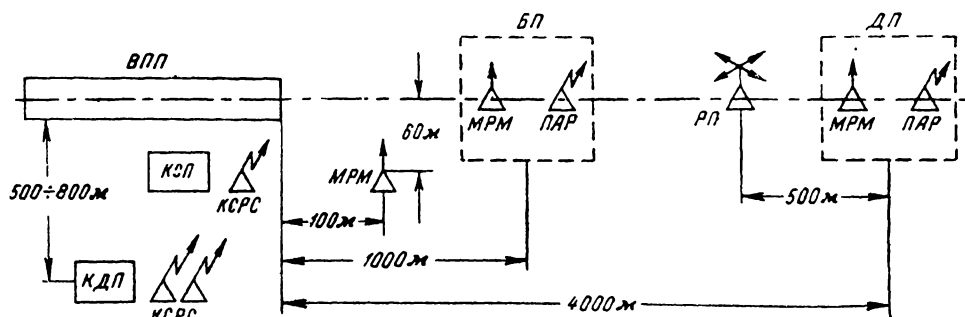 ВПП
БП
ДП
МРМ
ПАР
РП
МРМ
ПАР
60м
КСП
КСРС
МРМ
500÷800м
100м
500м
1000м
КДП
КСРС
4000м